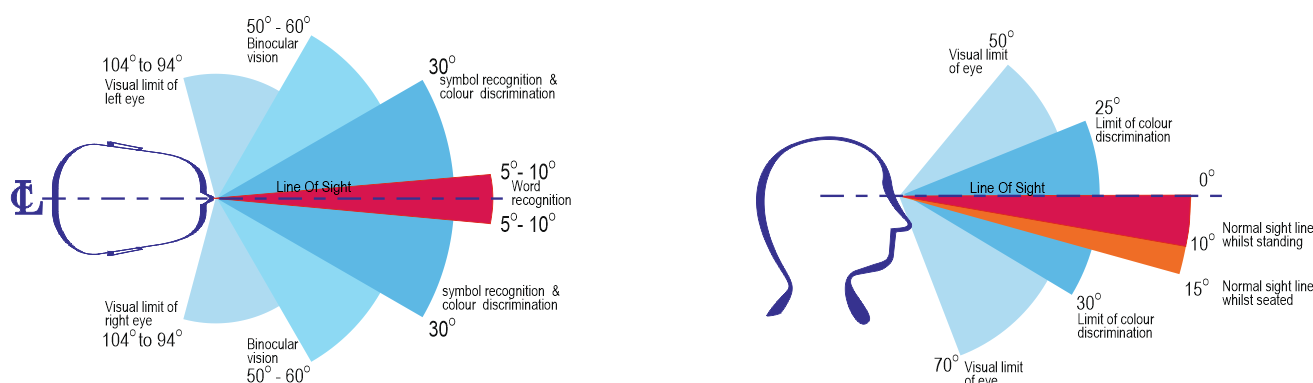 50° - 60°
Binocular
vision
104° to 94°
Visual limit of
left eye
30°
symbol recognition &
colour discrimination
5°- 10°
Line Of Sight
Word
recognition
5°- 10°
℄
symbol recognition &
colour discrimination
30°
Visual limit of
right eye
104° to 94°
Binocular
vision
50° - 60°
50°
Visual limit
of eye
25°
Limit of colour
discrimination
0°
Line Of Sight
10°
Normal sight line
whilst standing
15°
Normal sight line
whilst seated
30°
Limit of colour
discrimination
70°
Visual limit
of eye